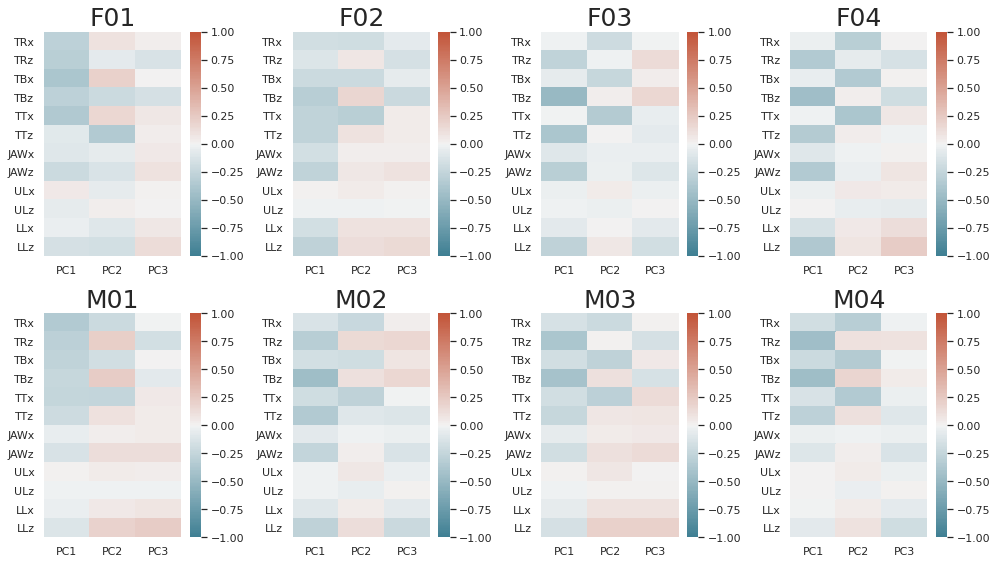 F01
F02
F03
F04
TRx
TRz
TBx
TBz
TTx
TTz
JAWx
JAWz
ULx
ULz
LLx
LLz
PC1 PC2 PC3
1.00
0.75
0.50
0.25
0.00
−0.25
−0.50
−0.75
−1.00
TRx
TRz
TBx
TBz
TTx
TTz
JAWx
JAWz
ULx
ULz
LLx
LLz
PC1 PC2 PC3
1.00
0.75
0.50
0.25
0.00
−0.25
−0.50
−0.75
−1.00
TRx
TRz
TBx
TBz
TTx
TTz
JAWx
JAWz
ULx
ULz
LLx
LLz
PC1 PC2 PC3
1.00
0.75
0.50
0.25
0.00
−0.25
−0.50
−0.75
−1.00
TRx
TRz
TBx
TBz
TTx
TTz
JAWx
JAWz
ULx
ULz
LLx
LLz
PC1 PC2 PC3
1.00
0.75
0.50
0.25
0.00
−0.25
−0.50
−0.75
−1.00
M01
M02
M03
M04
TRx
TRz
TBx
TBz
TTx
TTz
JAWx
JAWz
ULx
ULz
LLx
LLz
PC1 PC2 PC3
1.00
0.75
0.50
0.25
0.00
−0.25
−0.50
−0.75
−1.00
TRx
TRz
TBx
TBz
TTx
TTz
JAWx
JAWz
ULx
ULz
LLx
LLz
PC1 PC2 PC3
1.00
0.75
0.50
0.25
0.00
−0.25
−0.50
−0.75
−1.00
TRx
TRz
TBx
TBz
TTx
TTz
JAWx
JAWz
ULx
ULz
LLx
LLz
PC1 PC2 PC3
1.00
0.75
0.50
0.25
0.00
−0.25
−0.50
−0.75
−1.00
TRx
TRz
TBx
TBz
TTx
TTz
JAWx
JAWz
ULx
ULz
LLx
LLz
PC1 PC2 PC3
1.00
0.75
0.50
0.25
0.00
−0.25
−0.50
−0.75
−1.00